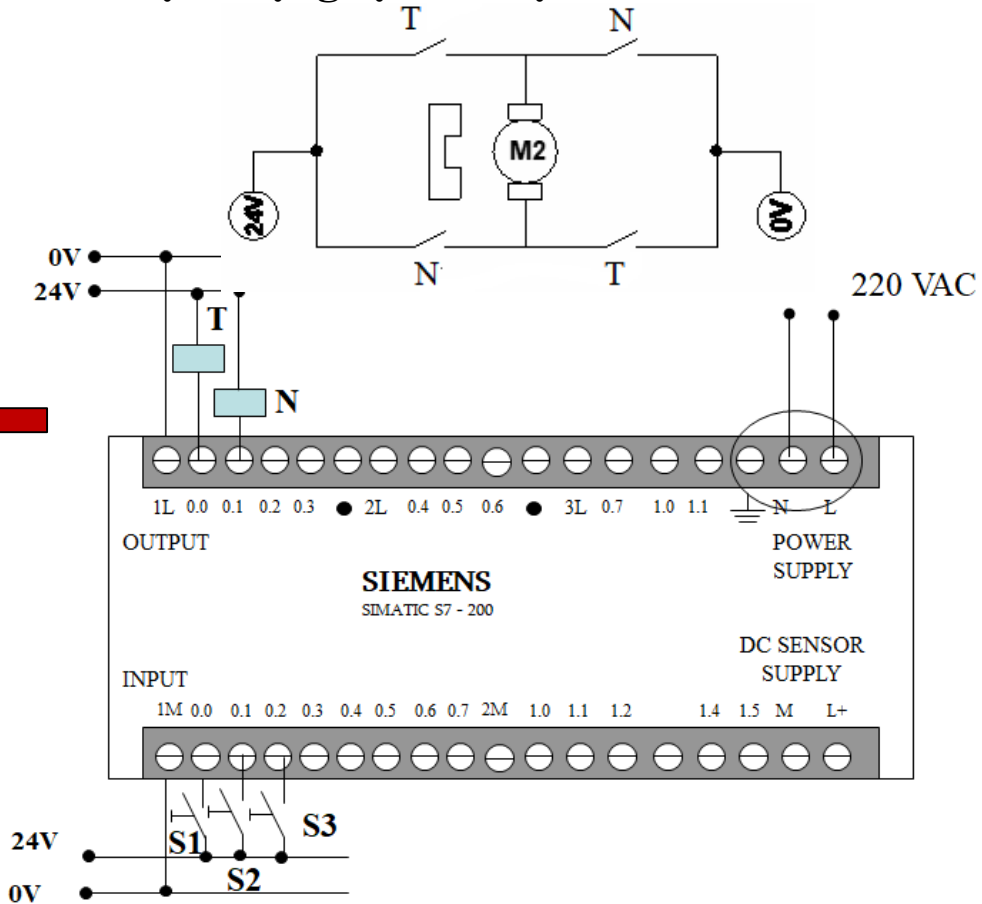 T N
M2
24V 0V
N T
0V
24V
T
N
220 VAC
1L 0.0 0.1 0.2 0.3 2L 0.4 0.5 0.6 3L 0.7 1.0 1.1 N L
OUTPUT
POWER
SUPPLY
SIEMENS
SIMATIC S7 - 200
DC SENSOR
SUPPLY
INPUT
1M 0.0 0.1 0.2 0.3 0.4 0.5 0.6 0.7 2M 1.0 1.1 1.2 1.4 1.5 M L+
S1 S3
S2
24V
0V